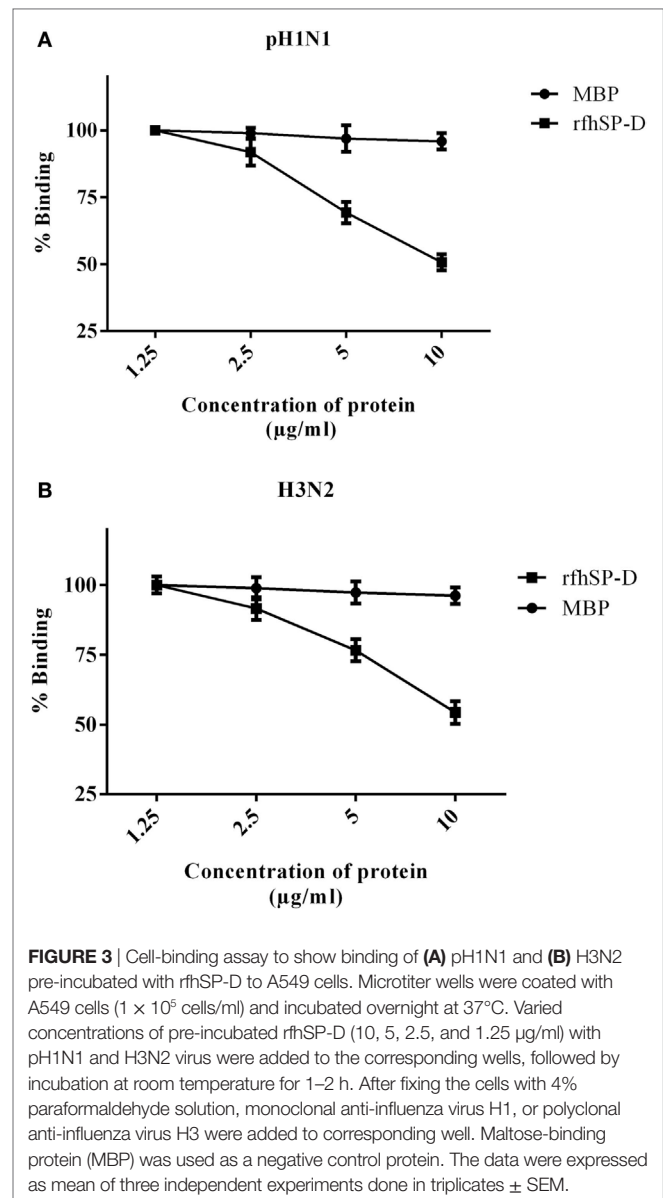 A
pH1N1
MBP
rfhSP-D
100
75
50
25
% Binding
1.25
2.5
5
10
Concentration of protein
(µg/ml)
B
H3N2
rfhSP-D
MBP
100
75
50
25
% Binding
1.25
2.5
5
10
Concentration of protein
(µg/ml)
FIGURE 3 | Cell-binding assay to show binding of (A) pH1N1 and (B) H3N2
pre-incubated with rfhSP-D to A549 cells. Microtiter wells were coated with
A549 cells (1 × 10⁵ cells/ml) and incubated overnight at 37°C. Varied
concentrations of pre-incubated rfhSP-D (10, 5, 2.5, and 1.25 µg/ml) with
pH1N1 and H3N2 virus were added to the corresponding wells, followed by
incubation at room temperature for 1–2 h. After fixing the cells with 4%
paraformaldehyde solution, monoclonal anti-influenza virus H1, or polyclonal
anti-influenza virus H3 were added to corresponding well. Maltose-binding
protein (MBP) was used as a negative control protein. The data were expressed
as mean of three independent experiments done in triplicates ± SEM.